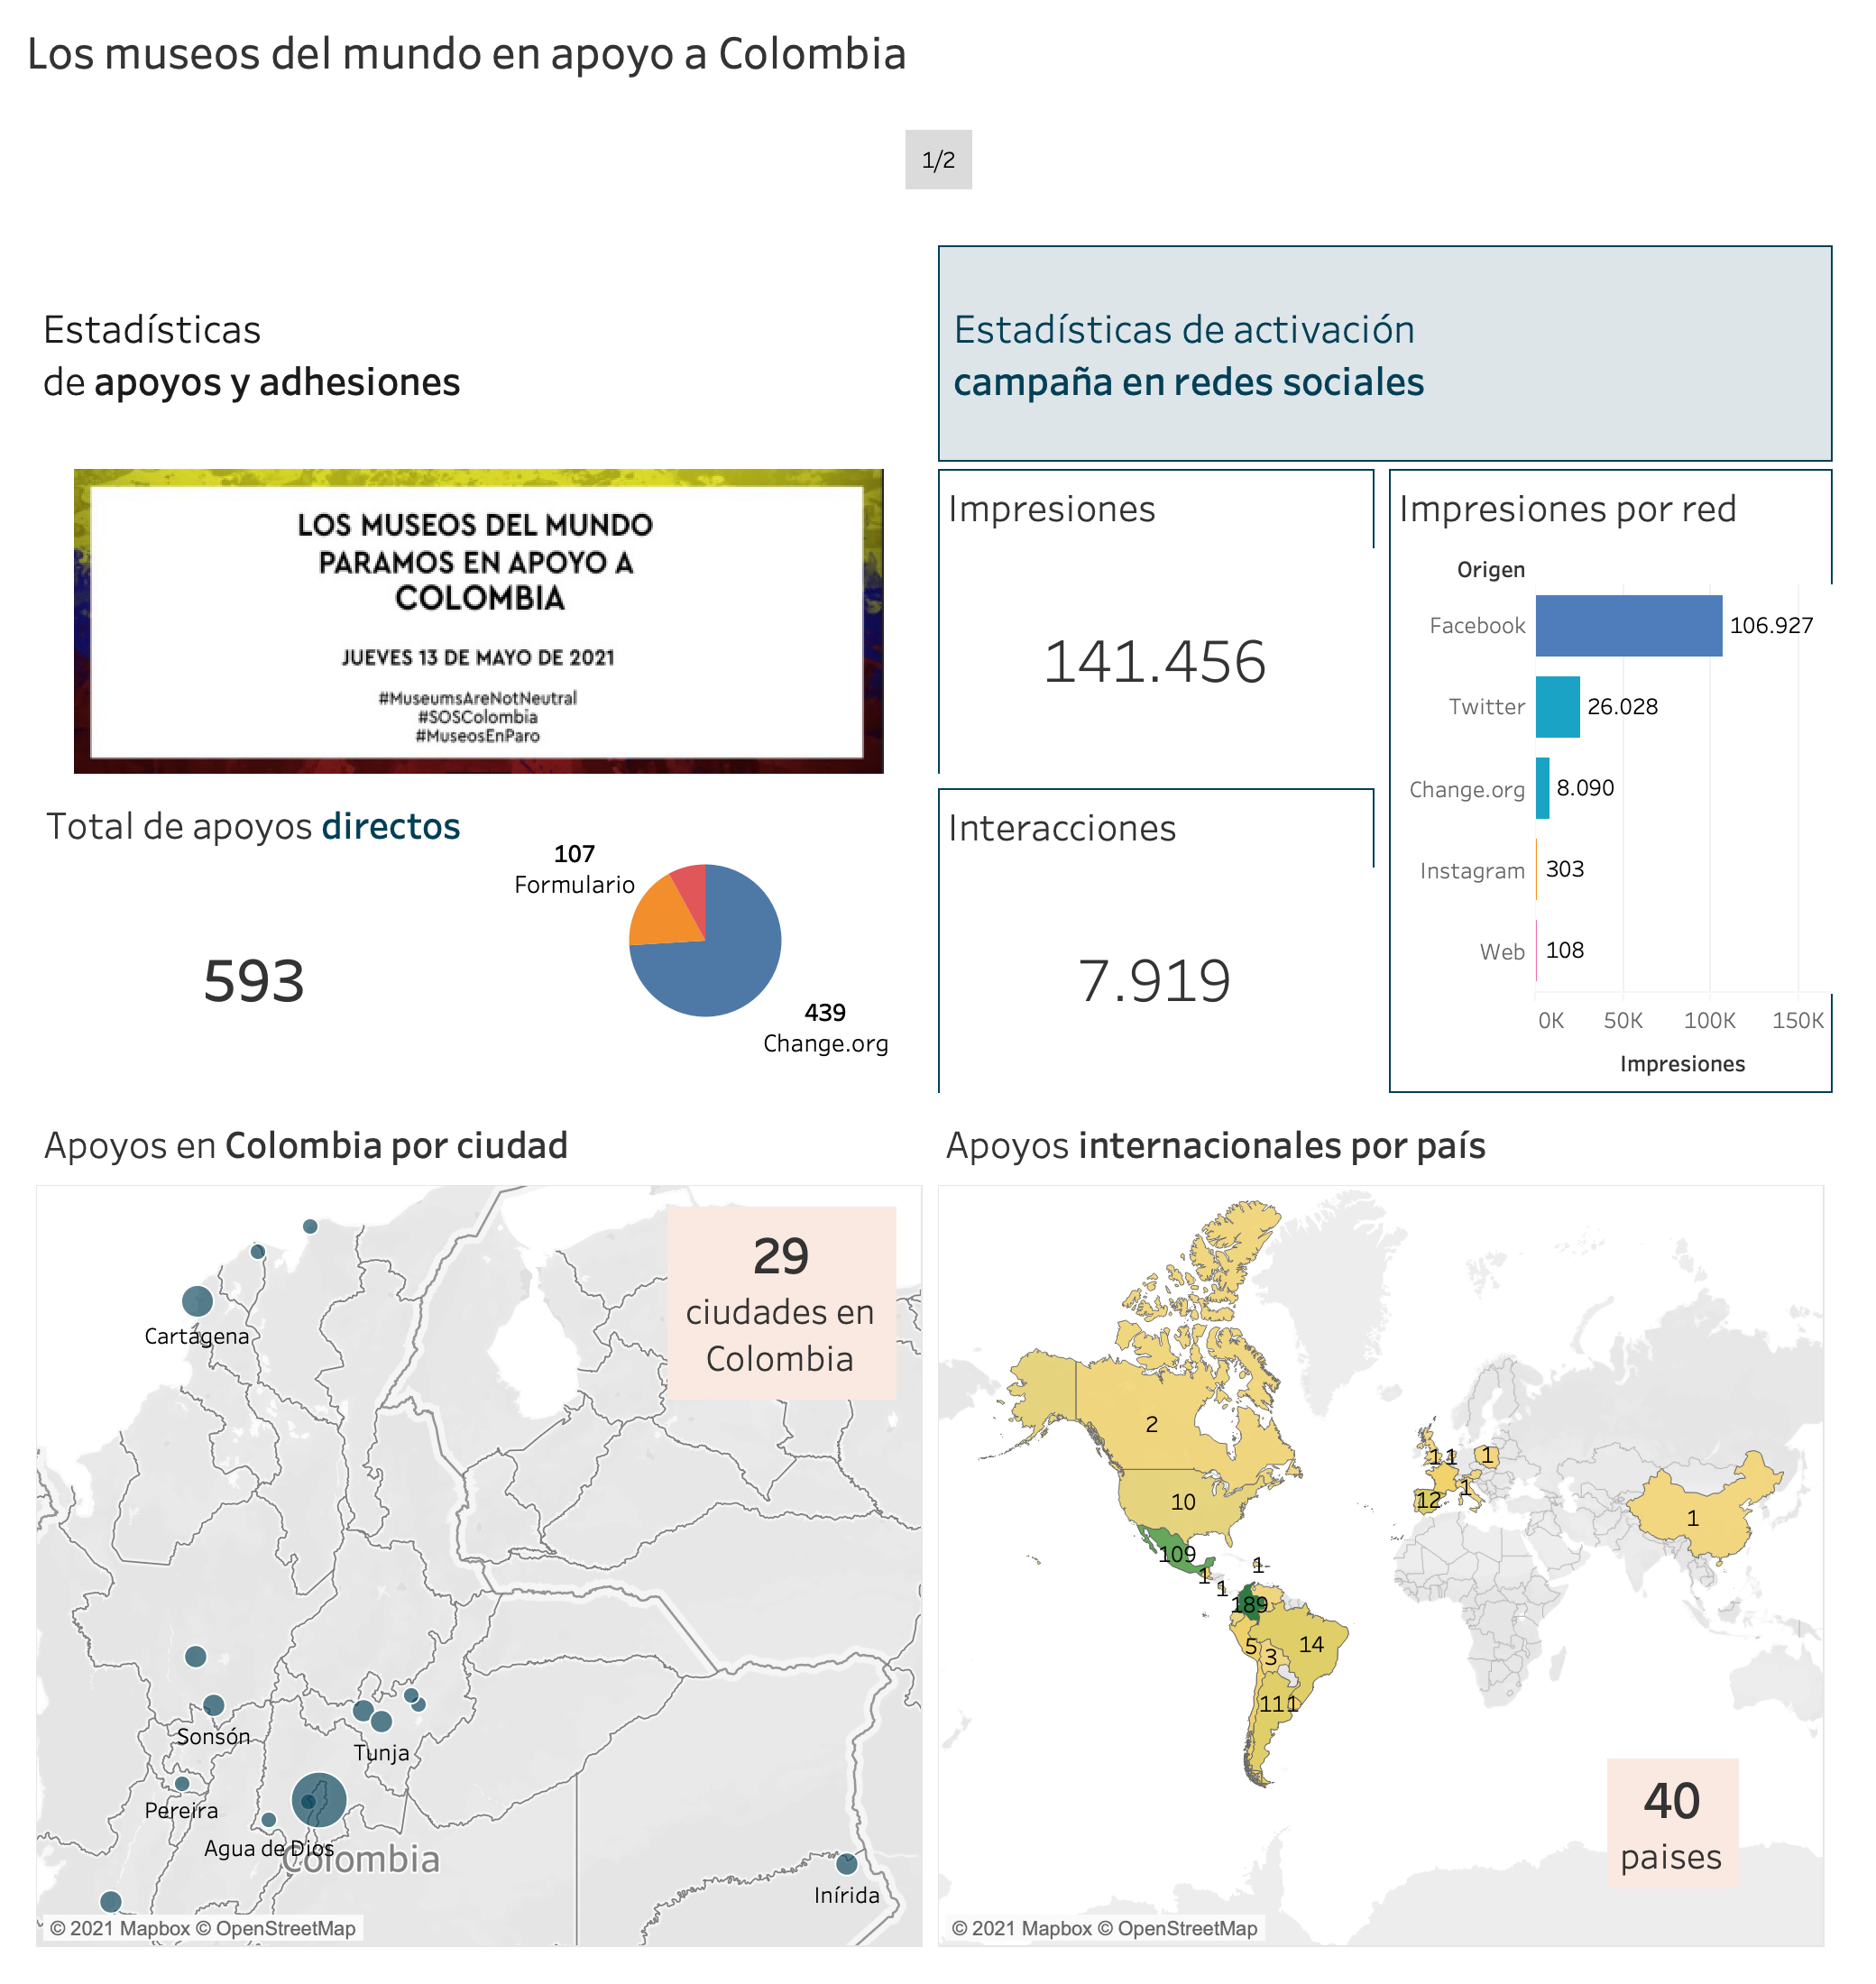 Los museos del mundo en apoyo a Colombia
1/2
Estadísticas
de apoyos y adhesiones
Estadísticas de activación
campaña en redes sociales
LOS MUSEOS DEL MUNDO
PARAMOS EN APOYO A
COLOMBIA
JUEVES 13 DE MAYO DE 2021
#MuseumsAreNotNeutral
#SOSColombia
#MuseosEnParo
Total de apoyos directos
593
107
Formulario
439
Change.org
Impresiones
141.456
Interacciones
7.919
Impresiones por red
Origen
Facebook
106.927
Twitter
26.028
Change.org
8.090
Instagram
303
Web
108
0K
50K
100K
150K
Impresiones
Apoyos en Colombia por ciudad
29
ciudades en
Colombia
Cartagena
Sonsón
Tunja
Pereira
Agua de Dios
Colombia
Inírida
© 2021 Mapbox © OpenStreetMap
Apoyos internacionales por país
2
1
1
1
10
12
1
1
109
1
1
1
189
5
14
3
11
1
40
paises
© 2021 Mapbox © OpenStreetMap